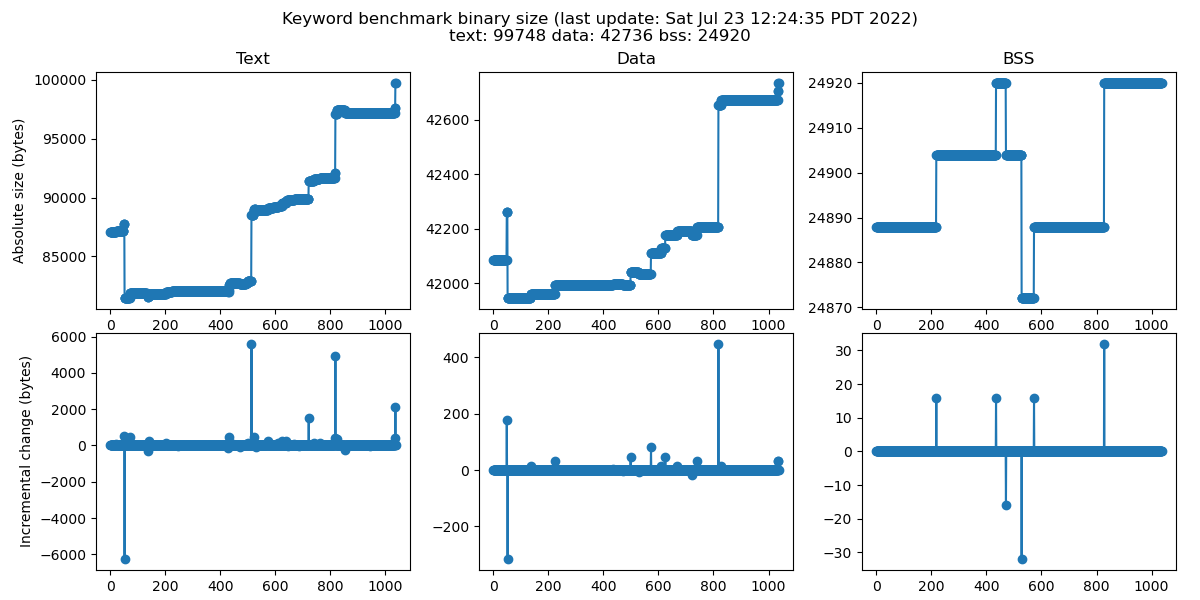 Keyword benchmark binary size (last update: Sat Jul 23 12:24:35 PDT 2022)
text: 99748 data: 42736 bss: 24920
Text
Data
BSS
Absolute size (bytes)
100000
95000
90000
85000
0 200 400 600 800 1000
42600
42400
42200
42000
0 200 400 600 800 1000
24920
24910
24900
24890
24880
24870
0 200 400 600 800 1000
Incremental change (bytes)
6000
4000
2000
0
−2000
−4000
−6000
0 200 400 600 800 1000
400
200
0
−200
0 200 400 600 800 1000
30
20
10
0
−10
−20
−30
0 200 400 600 800 1000